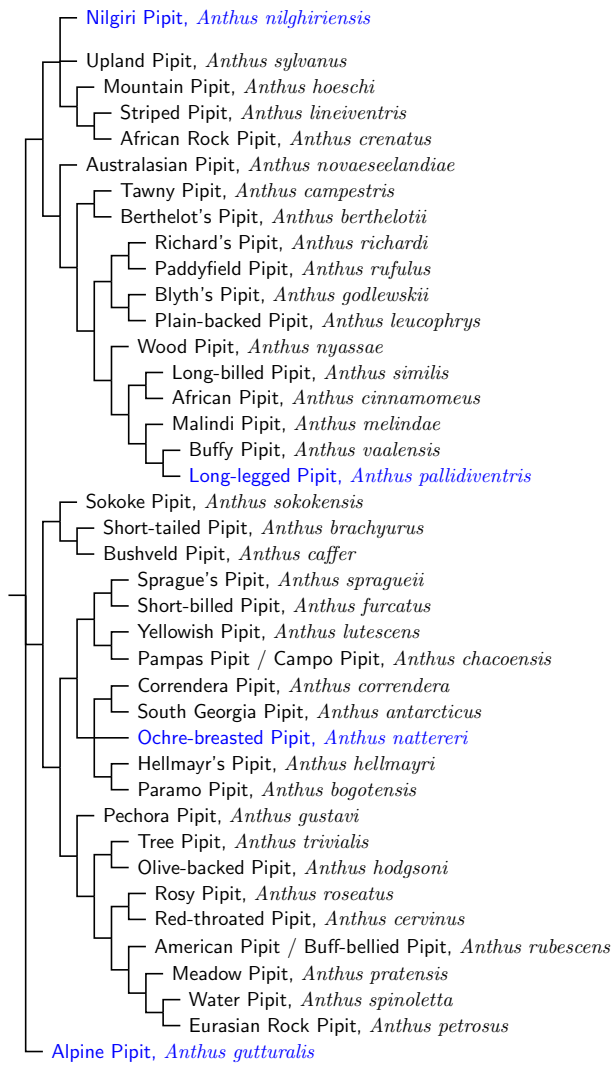 Nilgiri Pipit, Anthus nilghiriensis
Upland Pipit, Anthus sylvanus
Mountain Pipit, Anthus hoeschi
Striped Pipit, Anthus lineiventris
African Rock Pipit, Anthus crenatus
Australasian Pipit, Anthus novaeseelandiae
Tawny Pipit, Anthus campestris
Berthelot's Pipit, Anthus berthelotii
Richard's Pipit, Anthus richardi
Paddyfield Pipit, Anthus rufulus
Blyth's Pipit, Anthus godlewskii
Plain-backed Pipit, Anthus leucophrys
Wood Pipit, Anthus nyassae
Long-billed Pipit, Anthus similis
African Pipit, Anthus cinnamomeus
Malindi Pipit, Anthus melindae
Buffy Pipit, Anthus vaalensis
Long-legged Pipit, Anthus pallidiventris
Sokoke Pipit, Anthus sokokensis
Short-tailed Pipit, Anthus brachyurus
Bushveld Pipit, Anthus caffer
Sprague's Pipit, Anthus spragueii
Short-billed Pipit, Anthus furcatus
Yellowish Pipit, Anthus lutescens
Pampas Pipit / Campo Pipit, Anthus chacoensis
Correndera Pipit, Anthus correndera
South Georgia Pipit, Anthus antarcticus
Ochre-breasted Pipit, Anthus nattereri
Hellmayr's Pipit, Anthus hellmayri
Paramo Pipit, Anthus bogotensis
Pechora Pipit, Anthus gustavi
Tree Pipit, Anthus trivialis
Olive-backed Pipit, Anthus hodgsoni
Rosy Pipit, Anthus roseatus
Red-throated Pipit, Anthus cervinus
American Pipit / Buff-bellied Pipit, Anthus rubescens
Meadow Pipit, Anthus pratensis
Water Pipit, Anthus spinoletta
Eurasian Rock Pipit, Anthus petrosus
Alpine Pipit, Anthus gutturalis